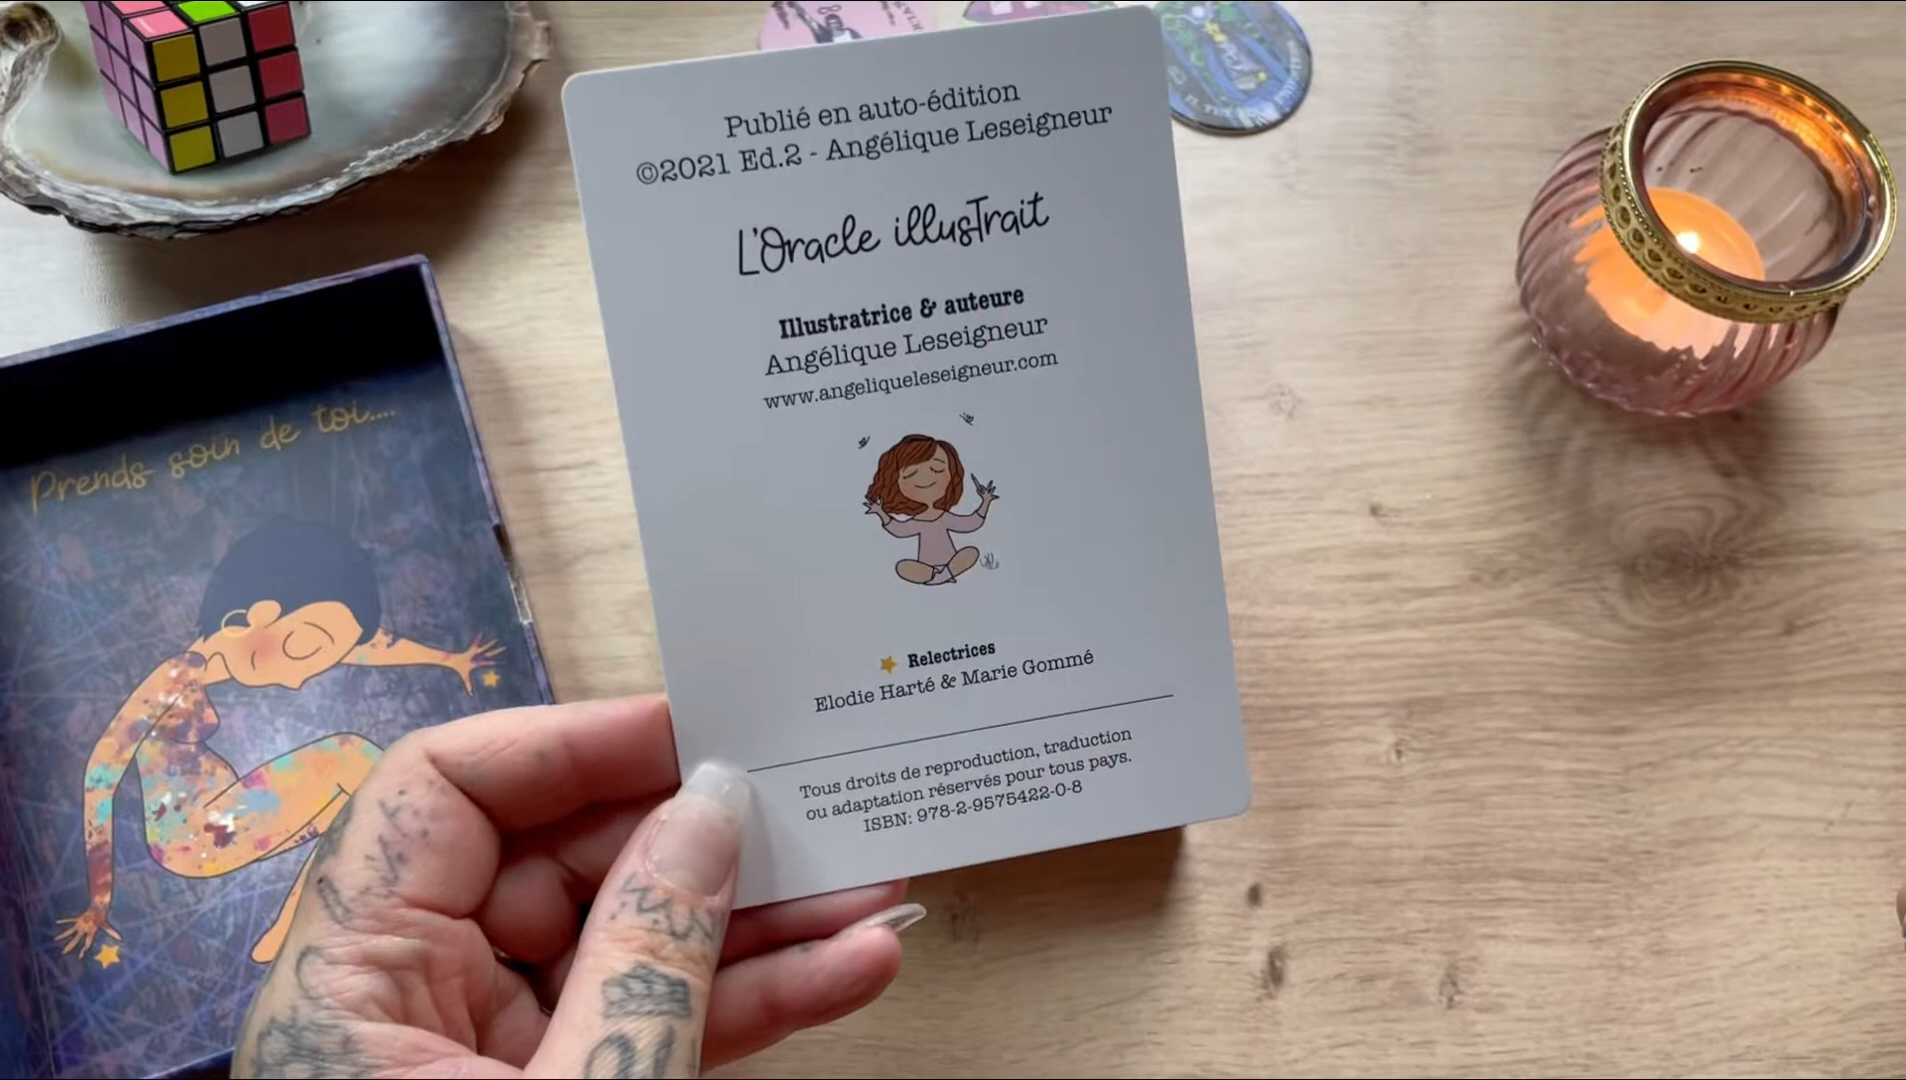 Publié en auto-édition
©2021 Ed.2 - Angélique Leseigneur
L'Oracle illusTrait
Illustratrice & auteure
Angélique Leseigneur
www.angeliqueleseigneur.com
Relectrices
Elodie Harté & Marie Gommé
Tous droits de reproduction, traduction
ou adaptation réservés pour tous pays.
ISBN: 978-2-9575422-0-8
Prends soin de toi....